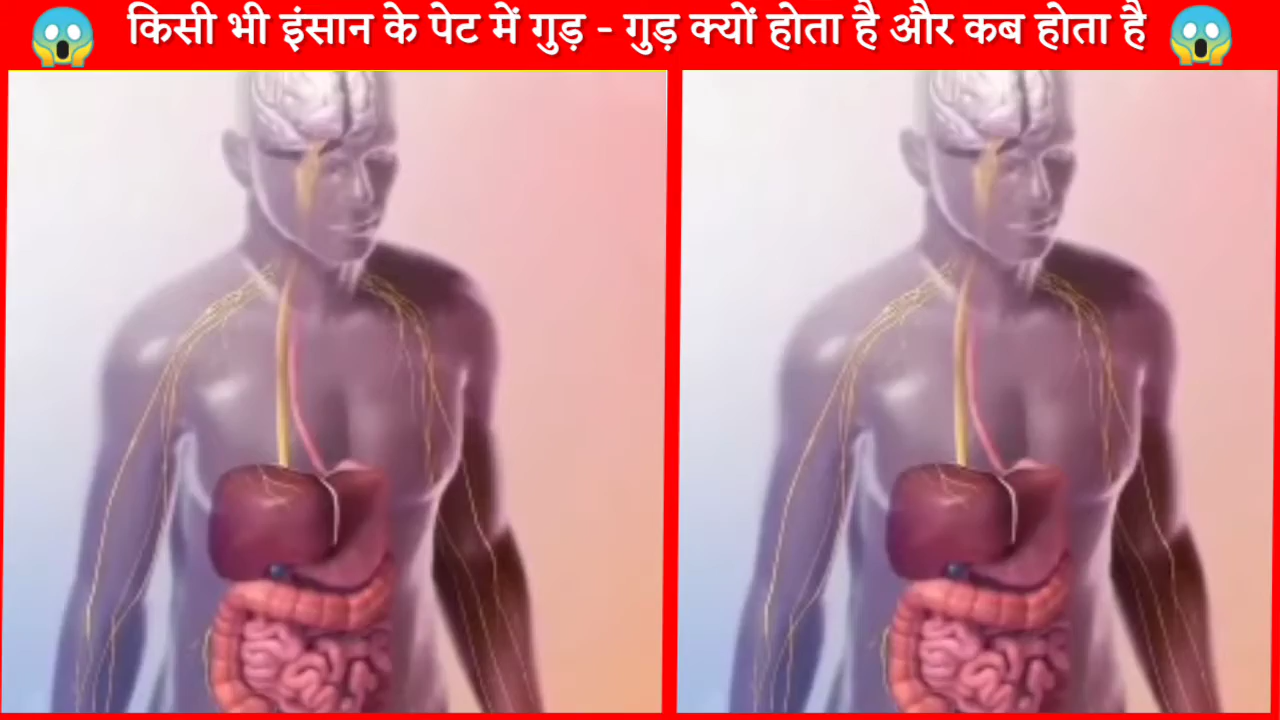 किसी भी इंसान के पेट में गुड़ - गुड़ क्यों होता है और कब होता है